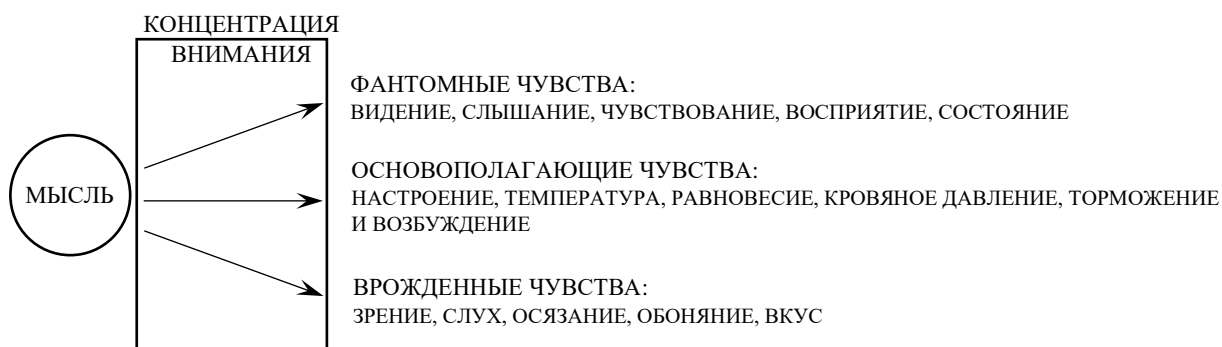 КОНЦЕНТРАЦИЯ
ВНИМАНИЯ
ФАНТОМНЫЕ ЧУВСТВА:
ВИДЕНИЕ, СЛЫШАНИЕ, ЧУВСТВОВАНИЕ, ВОСПРИЯТИЕ, СОСТОЯНИЕ
МЫСЛЬ
ОСНОВОПОЛАГАЮЩИЕ ЧУВСТВА:
НАСТРОЕНИЕ, ТЕМПЕРАТУРА, РАВНОВЕСИЕ, КРОВЯНОЕ ДАВЛЕНИЕ, ТОРМОЖЕНИЕ
И ВОЗБУЖДЕНИЕ
ВРОЖДЕННЫЕ ЧУВСТВА:
ЗРЕНИЕ, СЛУХ, ОСЯЗАНИЕ, ОБОНЯНИЕ, ВКУС